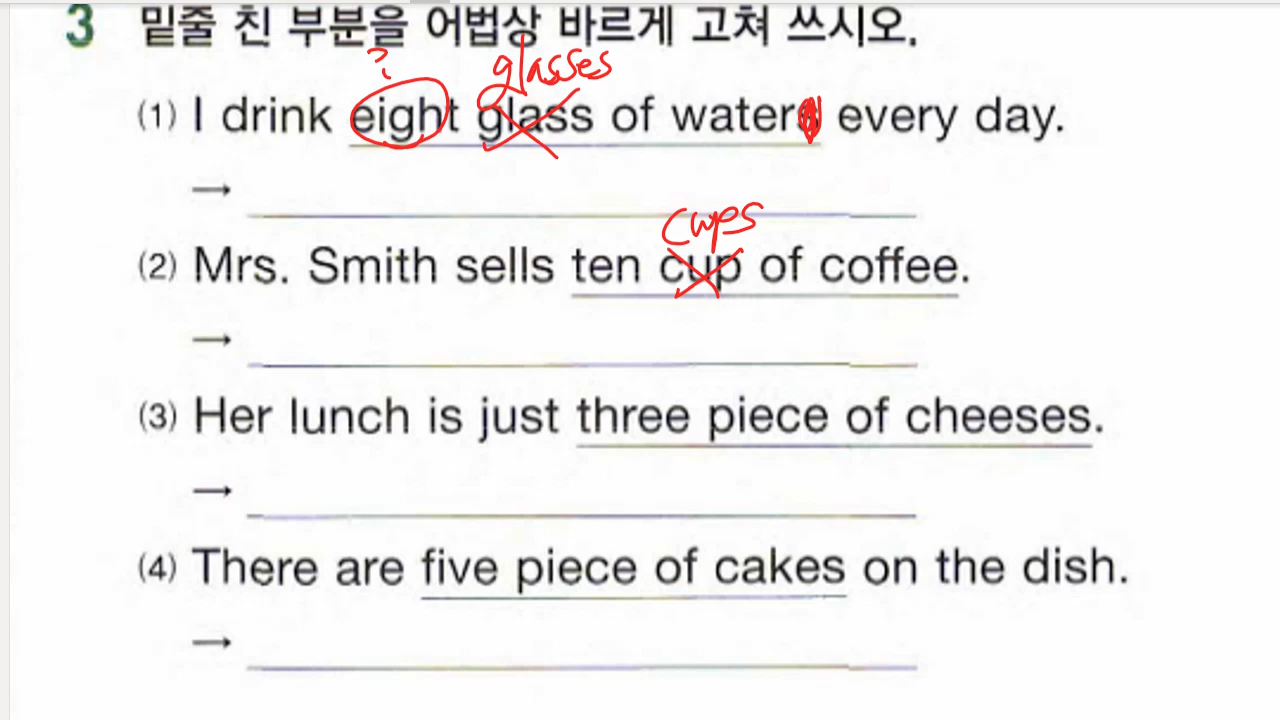 3 밑줄 친 부분을 어법상 바르게 고쳐 쓰시오.
? glasses
(1) I drink eight glass of waters every day.
→
cups
(2) Mrs. Smith sells ten cup of coffee.
→
(3) Her lunch is just three piece of cheeses.
→
(4) There are five piece of cakes on the dish.
→